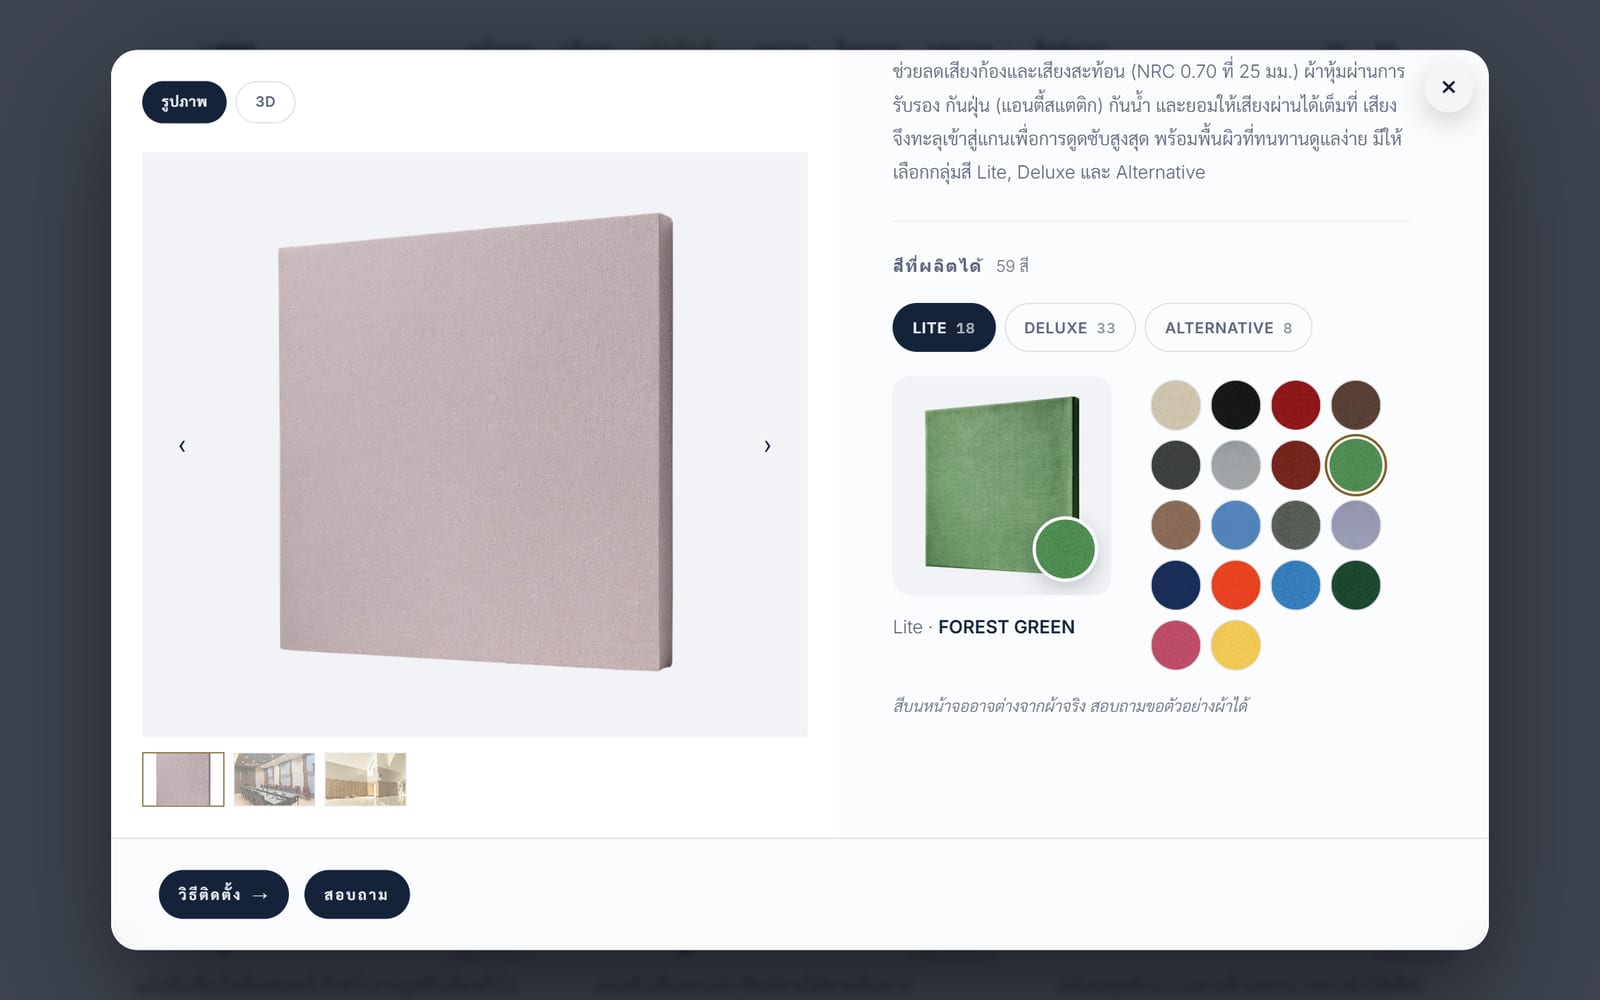 รูปภาพ
3D
ช่วยลดเสียงก้องและเสียงสะท้อน (NRC 0.70 ที่ 25 มม.) ผ้าหุ้มผ่านการ
รับรอง กันฝุ่น (แอนตี้สแตติก) กันน้ำ และยอมให้เสียงผ่านได้เต็มที่ เสียง
จึงทะลุเข้าสู่แกนเพื่อการดูดซับสูงสุด พร้อมพื้นผิวที่ทนทานดูแลง่าย มีให้
เลือกกลุ่มสี Lite, Deluxe และ Alternative
สีที่ผลิตได้ 59 สี
LITE 18
DELUXE 33
ALTERNATIVE 8
Lite · FOREST GREEN
สีบนหน้าจออาจต่างจากผ้าจริง สอบถามขอตัวอย่างผ้าได้
วิธีติดตั้ง →
สอบถาม